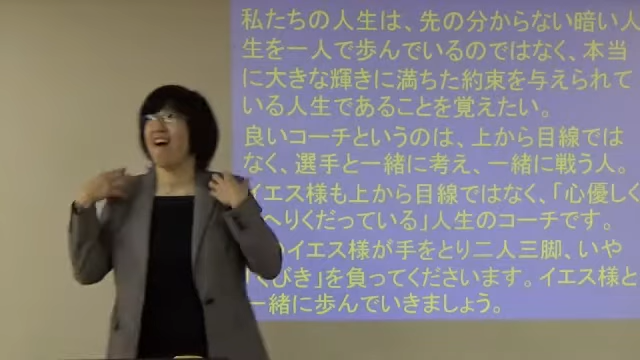 私たちの人生は、先の分からない暗い人
生を一人で歩んでいるのではなく、本当
に大きな輝きに満ちた約束を与えられて
いる人生であることを覚えたい。
良いコーチというのは、上から目線では
なく、選手と一緒に考え、一緒に戦う人。
イエス様も上から目線ではなく、「心優しく
へりくだっている」人生のコーチです。
のイエス様が手をとり二人三脚、いや
くびき」を負ってくださいます。イエス様と
一緒に歩んでいきましょう。